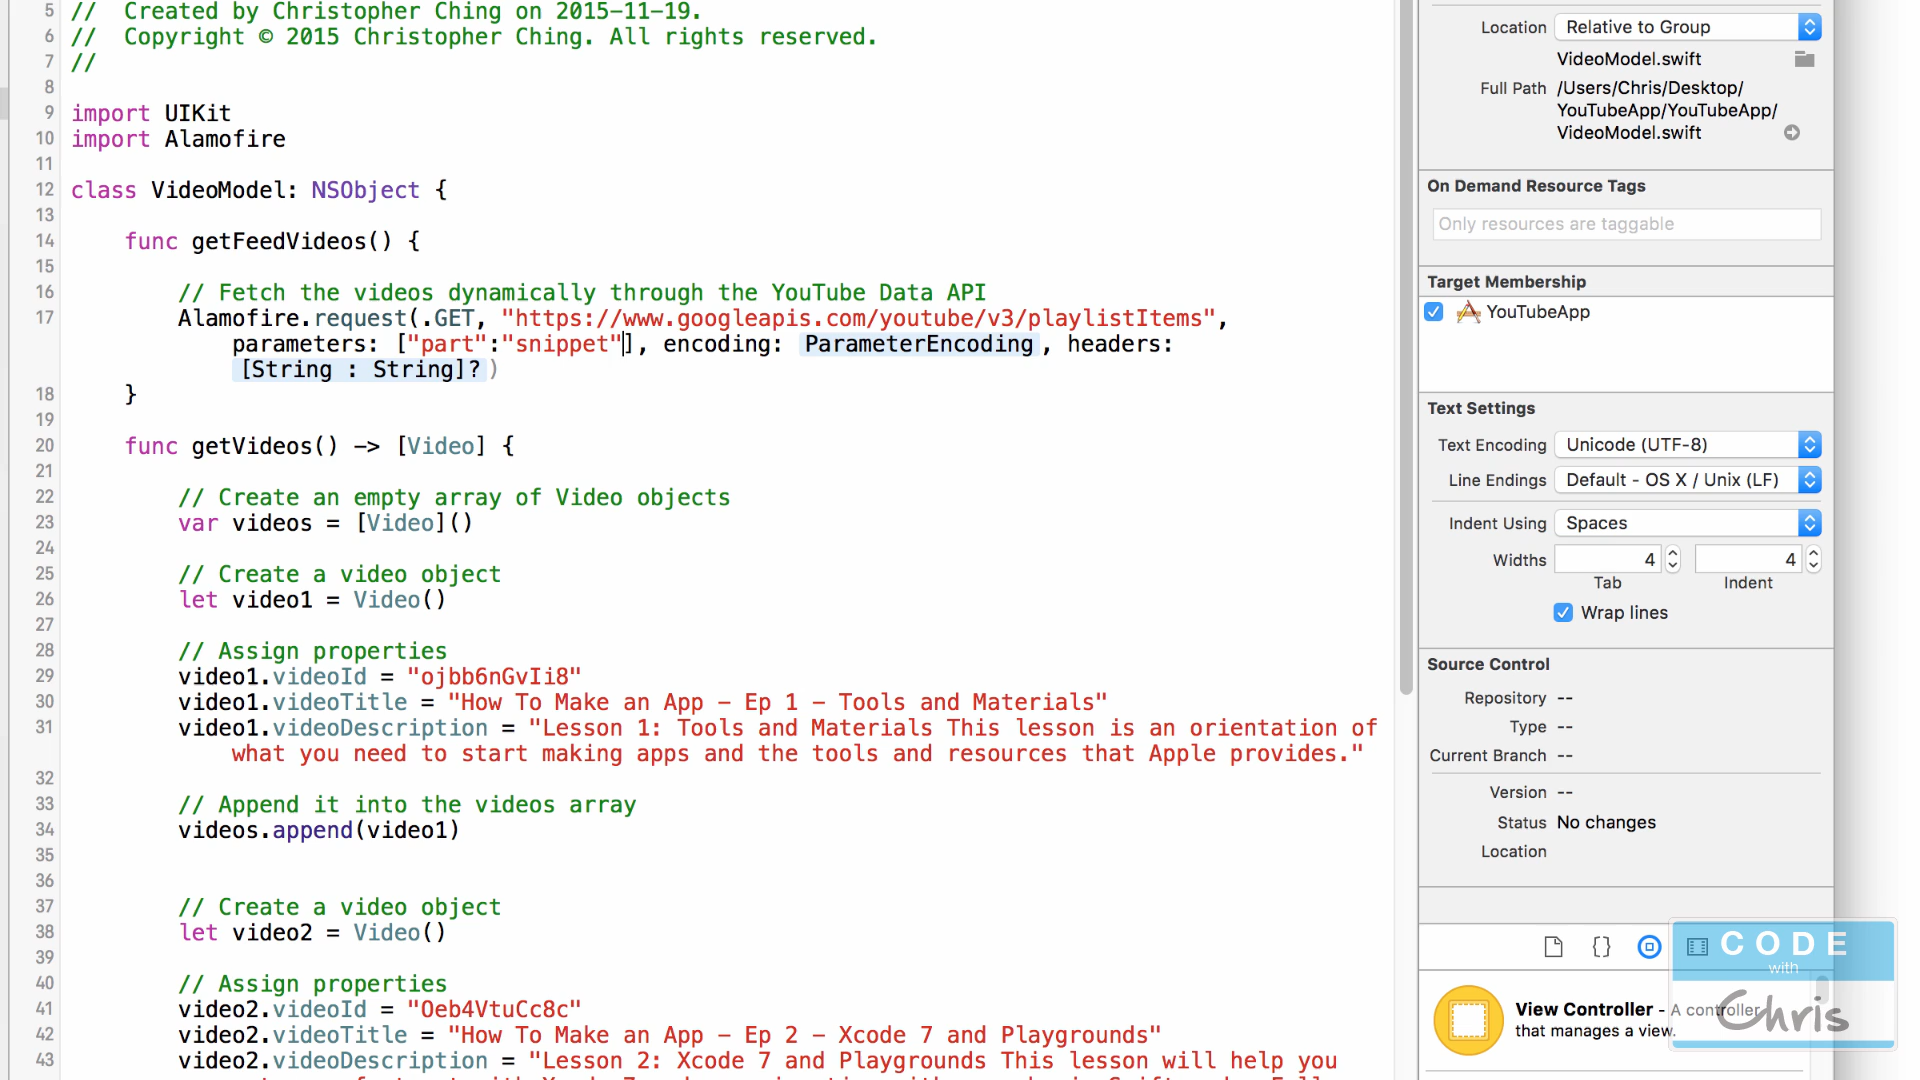 5 //  Created by Christopher Ching on 2015-11-19.
6 //  Copyright © 2015 Christopher Ching. All rights reserved.
7 //
8
9 import UIKit
10 import Alamofire
11
12 class VideoModel: NSObject {
13
14 func getFeedVideos() {
15
16 // Fetch the videos dynamically through the YouTube Data API
17 Alamofire.request(.GET, "https://www.googleapis.com/youtube/v3/playlistItems",
parameters: ["part":"snippet"], encoding: ParameterEncoding, headers:
[String : String]?)
18 }
19
20 func getVideos() -> [Video] {
21
22 // Create an empty array of Video objects
23 var videos = [Video]()
24
25 // Create a video object
26 let video1 = Video()
27
28 // Assign properties
29 video1.videoId = "ojbb6nGvIi8"
30 video1.videoTitle = "How To Make an App – Ep 1 – Tools and Materials"
31 video1.videoDescription = "Lesson 1: Tools and Materials This lesson is an orientation of
what you need to start making apps and the tools and resources that Apple provides."
32
33 // Append it into the videos array
34 videos.append(video1)
35
36
37 // Create a video object
38 let video2 = Video()
39
40 // Assign properties
41 video2.videoId = "Oeb4VtuCc8c"
42 video2.videoTitle = "How To Make an App – Ep 2 – Xcode 7 and Playgrounds"
43 video2.videoDescription = "Lesson 2: Xcode 7 and Playgrounds This lesson will help you
Location Relative to Group
VideoModel.swift
Full Path /Users/Chris/Desktop/
YouTubeApp/YouTubeApp/
VideoModel.swift
On Demand Resource Tags
Only resources are taggable
Target Membership
YouTubeApp
Text Settings
Text Encoding Unicode (UTF-8)
Line Endings Default - OS X / Unix (LF)
Indent Using Spaces
Widths 4 4
Tab Indent
Wrap lines
Source Control
Repository --
Type --
Current Branch --
Version --
Status No changes
Location
CODE
with
Chris
View Controller - A controller
that manages a view.